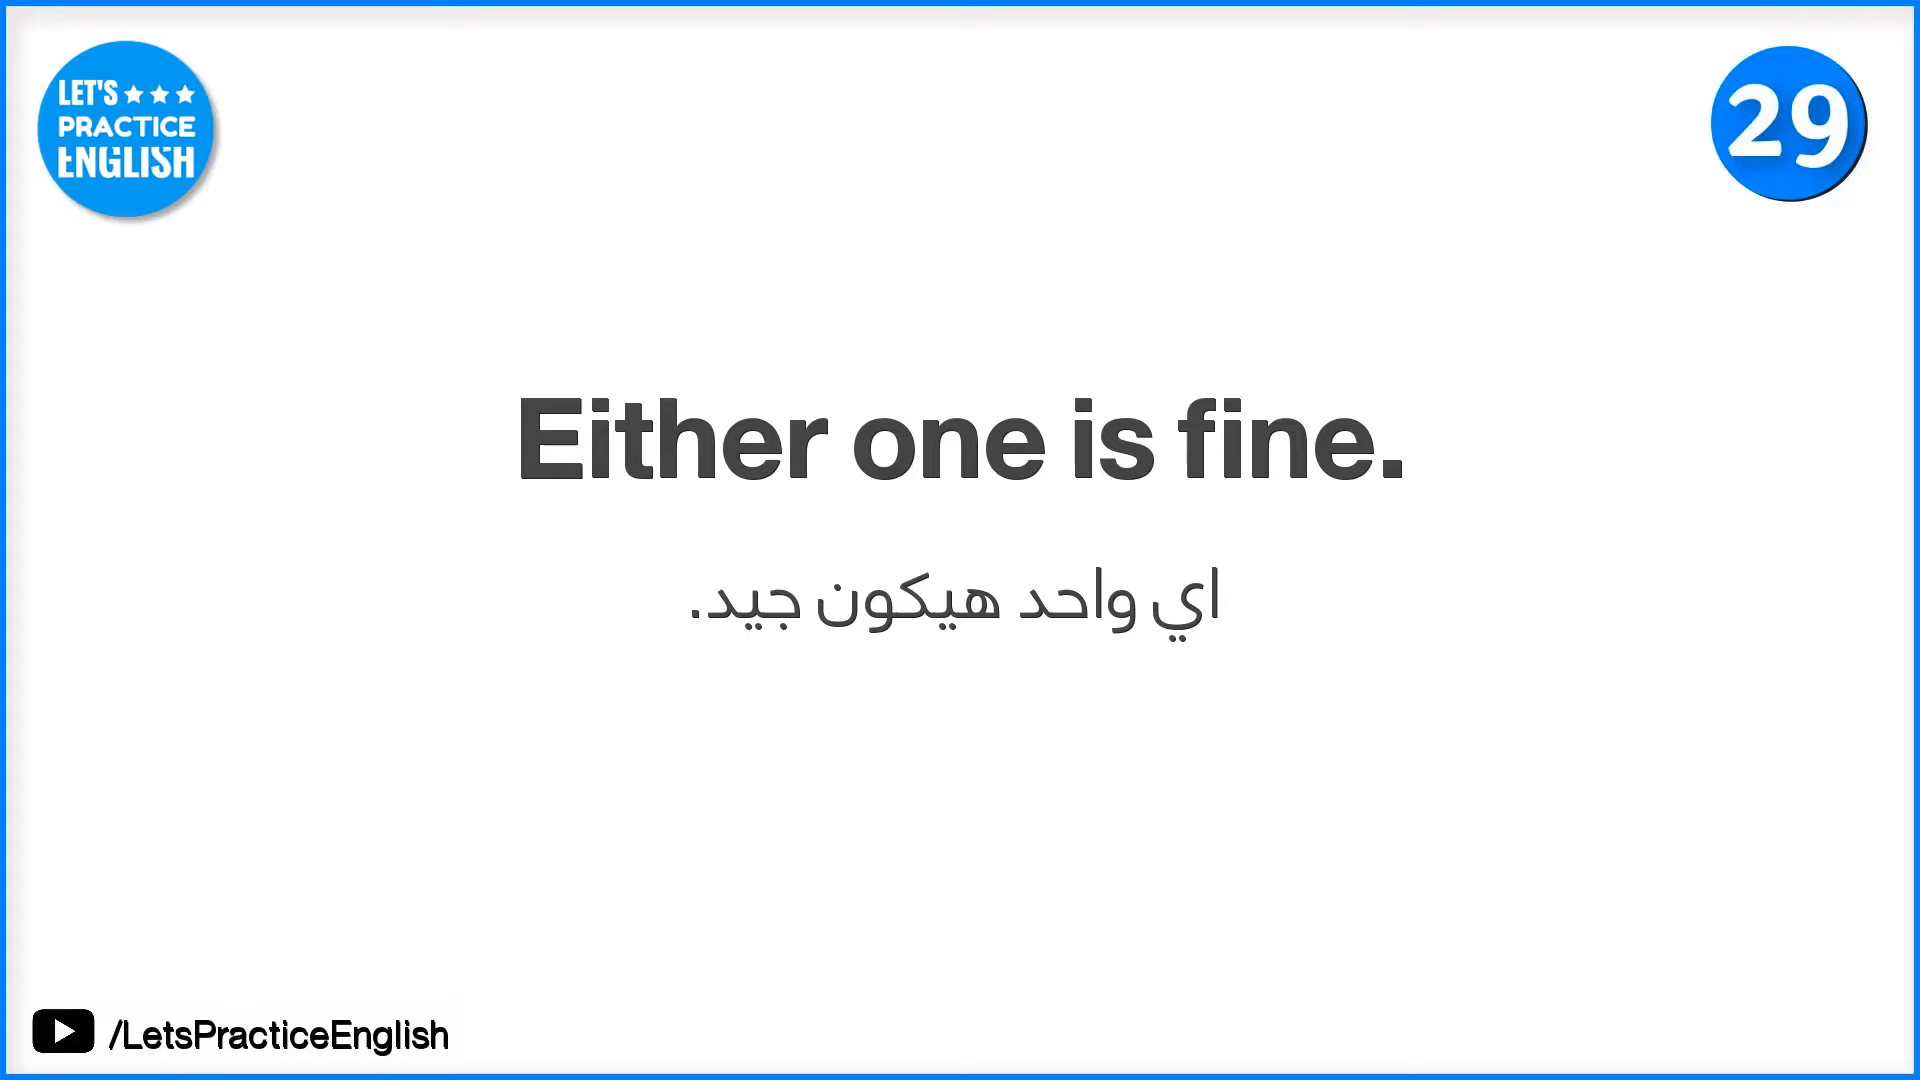 LET'S
PRACTICE
ENGLISH
29
Either one is fine.
اي واحد هيكون جيد.
/LetsPracticeEnglish